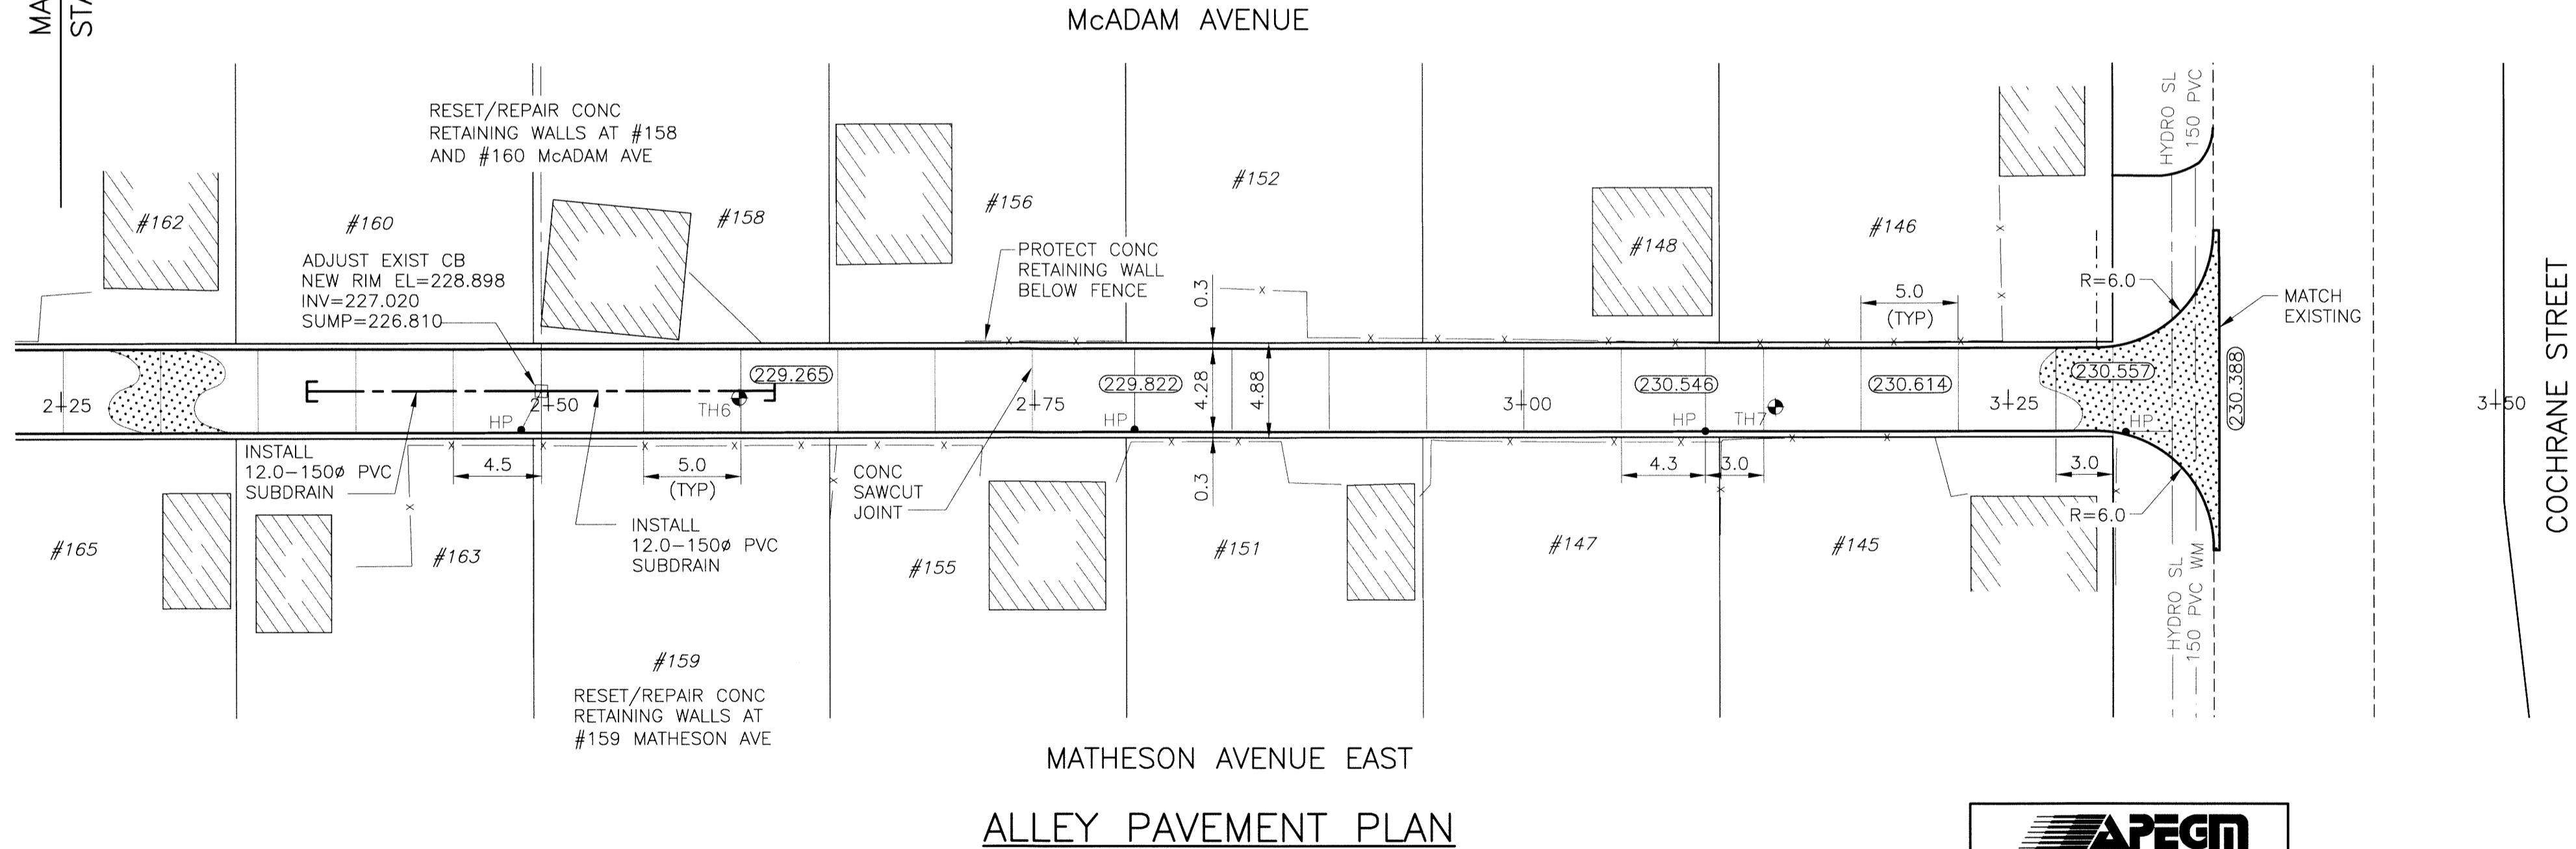 MA
STA
McADAM AVENUE
RESET/REPAIR CONC
RETAINING WALLS AT #158
AND #160 McADAM AVE
#162
#160
#158
#156
#152
#148
#146
HYDRO SL
150 PVC
ADJUST EXIST CB
NEW RIM EL=228.898
INV=227.020
SUMP=226.810
PROTECT CONC
RETAINING WALL
BELOW FENCE
0.3
5.0
(TYP)
R=6.0
MATCH
EXISTING
COCHRANE STREET
2+25
HP
2+50
TH6
229.265
2+75
229.822
HP
4.28
4.88
3+00
230.546
HP
TH7
230.614
3+25
230.557
HP
230.388
3+50
INSTALL
12.0-150ø PVC
SUBDRAIN
4.5
5.0
(TYP)
CONC
SAWCUT
JOINT
0.3
4.3
3.0
3.0
R=6.0
INSTALL
12.0-150ø PVC
SUBDRAIN
#165
#163
#155
#151
#147
#145
HYDRO SL
150 PVC WM
#159
RESET/REPAIR CONC
RETAINING WALLS AT
#159 MATHESON AVE
MATHESON AVENUE EAST
ALLEY PAVEMENT PLAN
APEGM